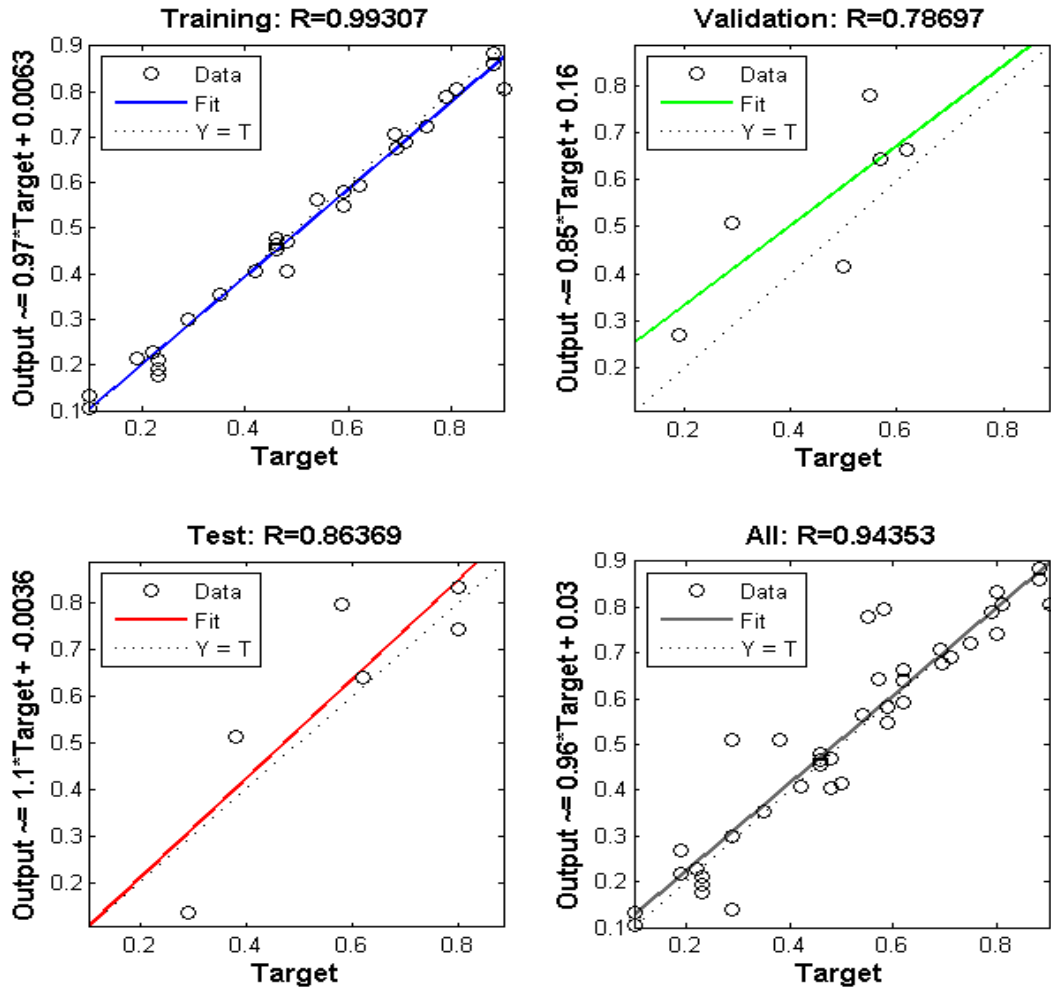 Training: R=0.99307
Output ~= 0.97*Target + 0.0063
0.9
0.8
0.7
0.6
0.5
0.4
0.3
0.2
0.1
Data
Fit
Y = T
0.2
0.4
0.6
0.8
Target
Validation: R=0.78697
Output ~= 0.85*Target + 0.16
0.8
0.7
0.6
0.5
0.4
0.3
0.2
Data
Fit
Y = T
0.2
0.4
0.6
0.8
Target
Test: R=0.86369
Output ~= 1.1*Target + -0.0036
0.8
0.7
0.6
0.5
0.4
0.3
0.2
Data
Fit
Y = T
0.2
0.4
0.6
0.8
Target
All: R=0.94353
Output ~= 0.96*Target + 0.03
0.9
0.8
0.7
0.6
0.5
0.4
0.3
0.2
0.1
Data
Fit
Y = T
0.2
0.4
0.6
0.8
Target